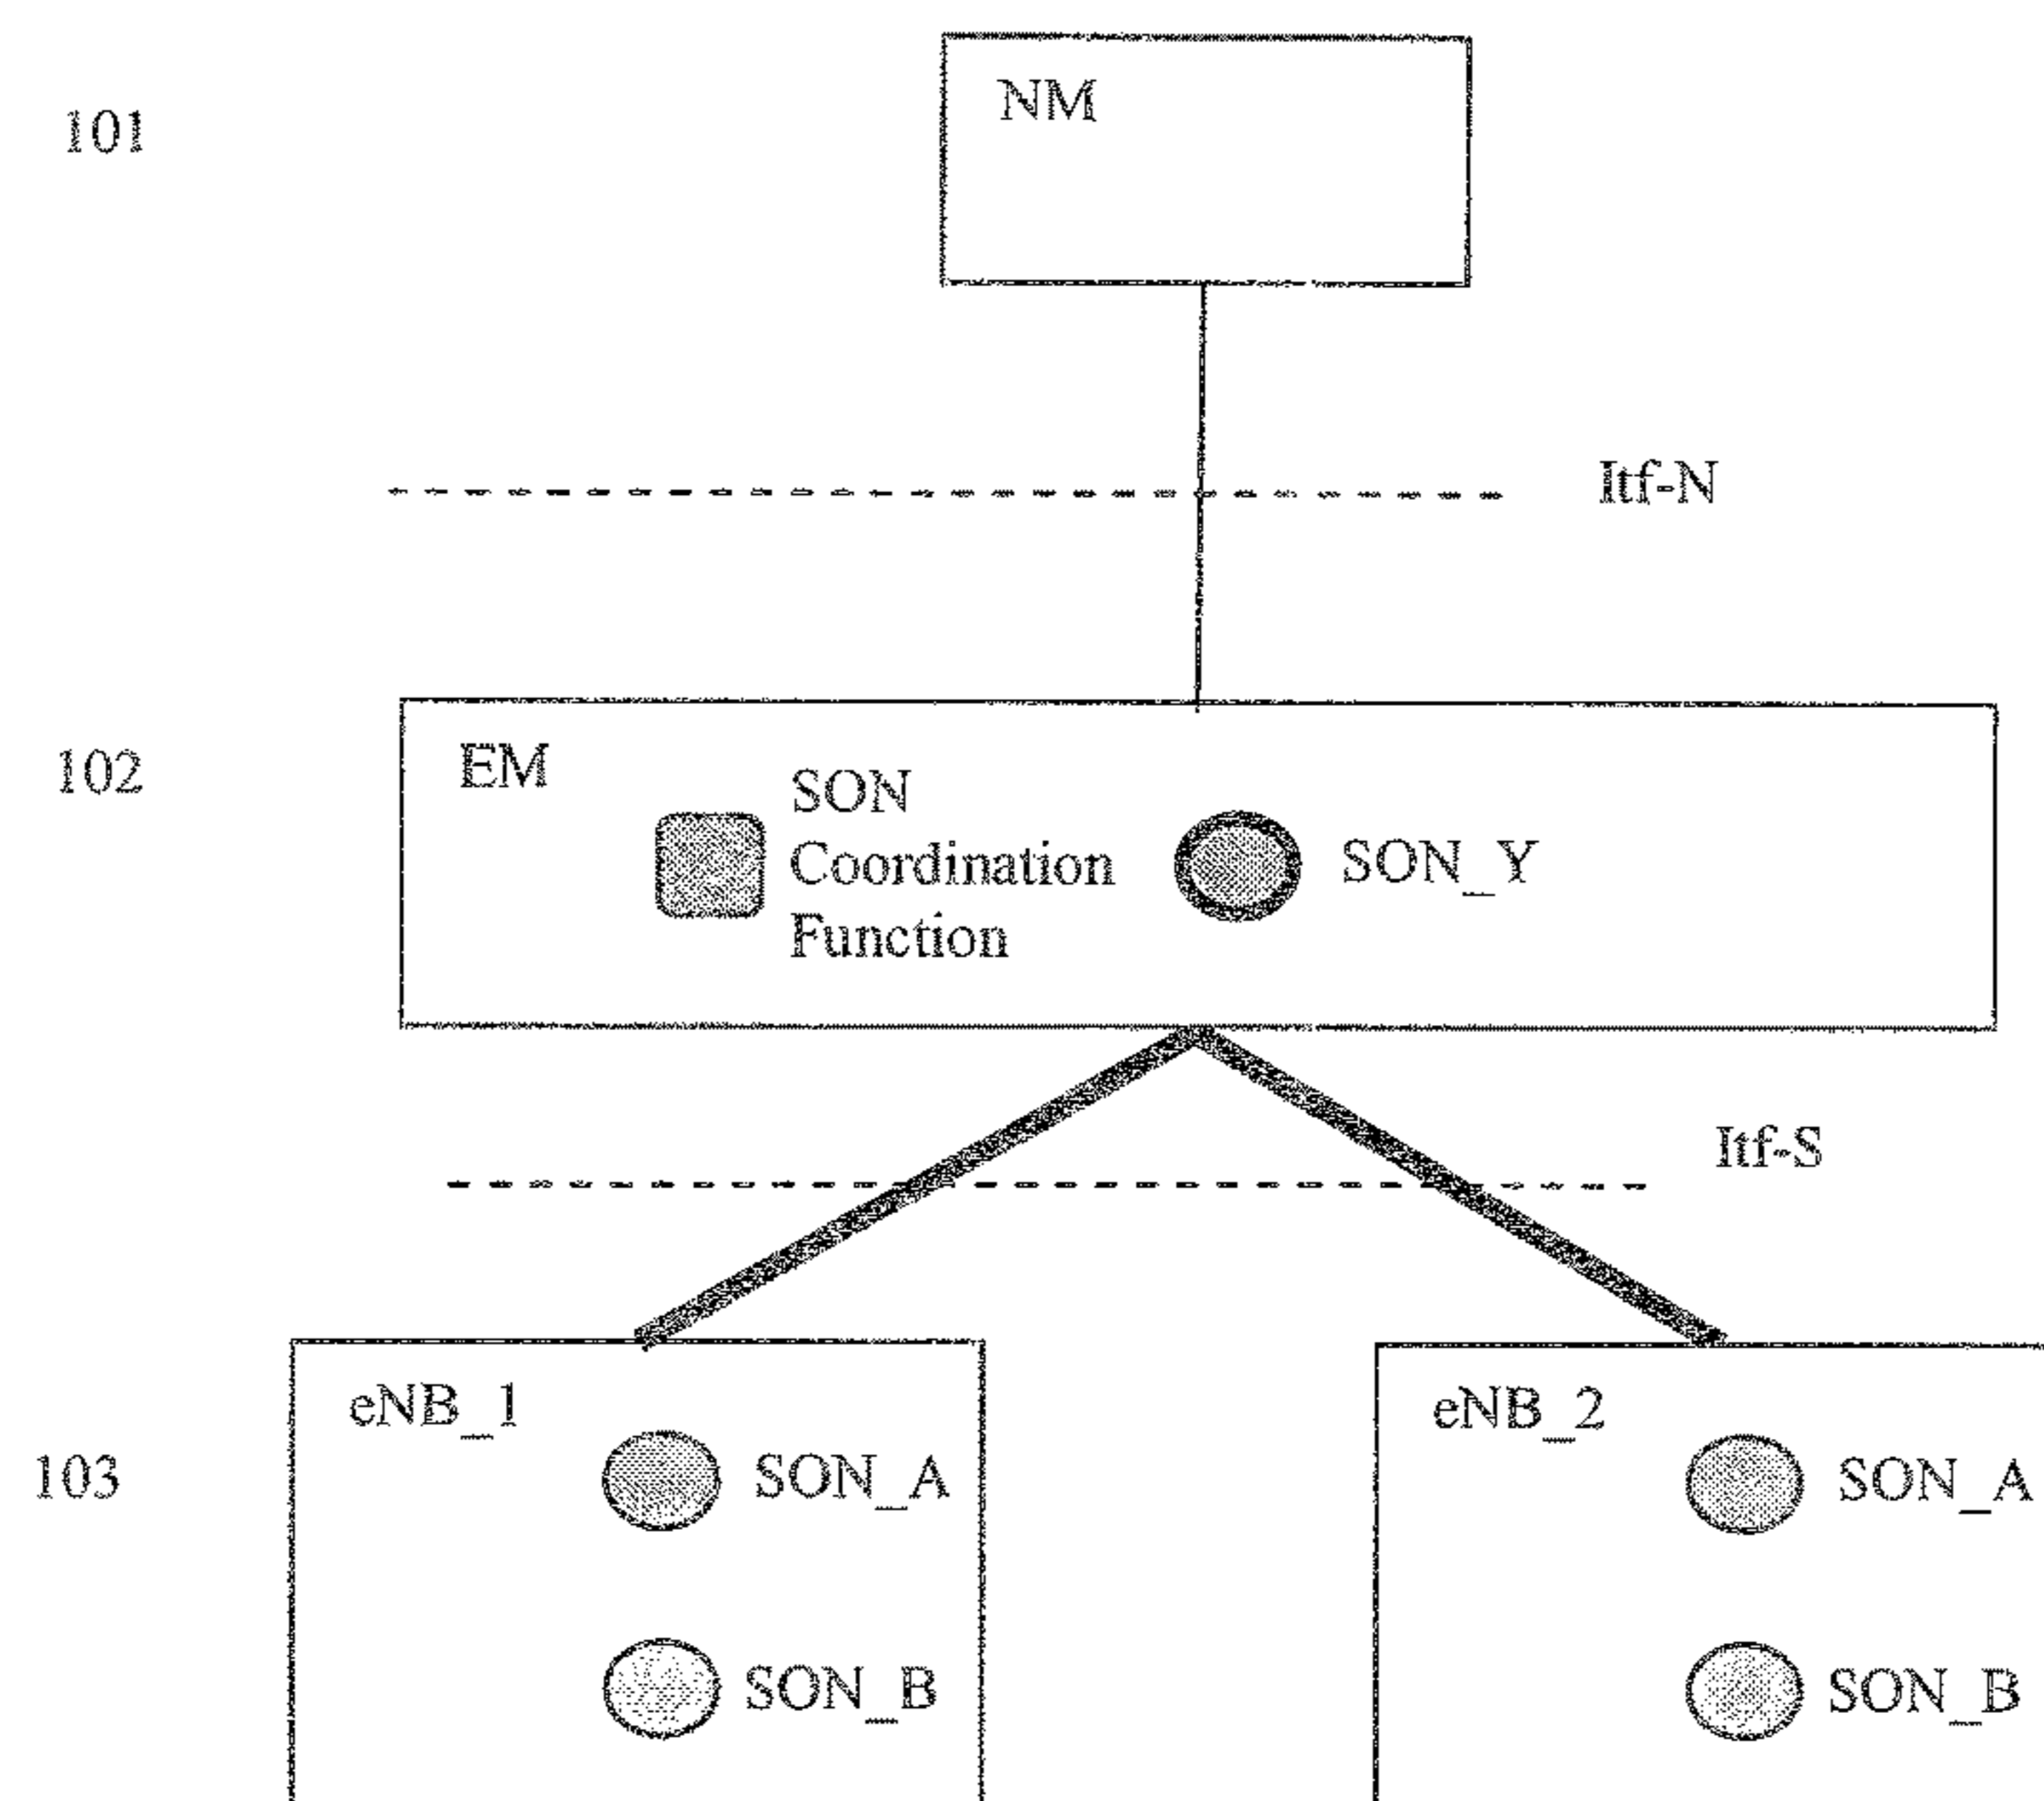 101
NM
Itf-N
102
EM
SON
Coordination
Function
SON_Y
Itf-S
103
eNB_1
SON_A
SON_B
eNB_2
SON_A
SON_B